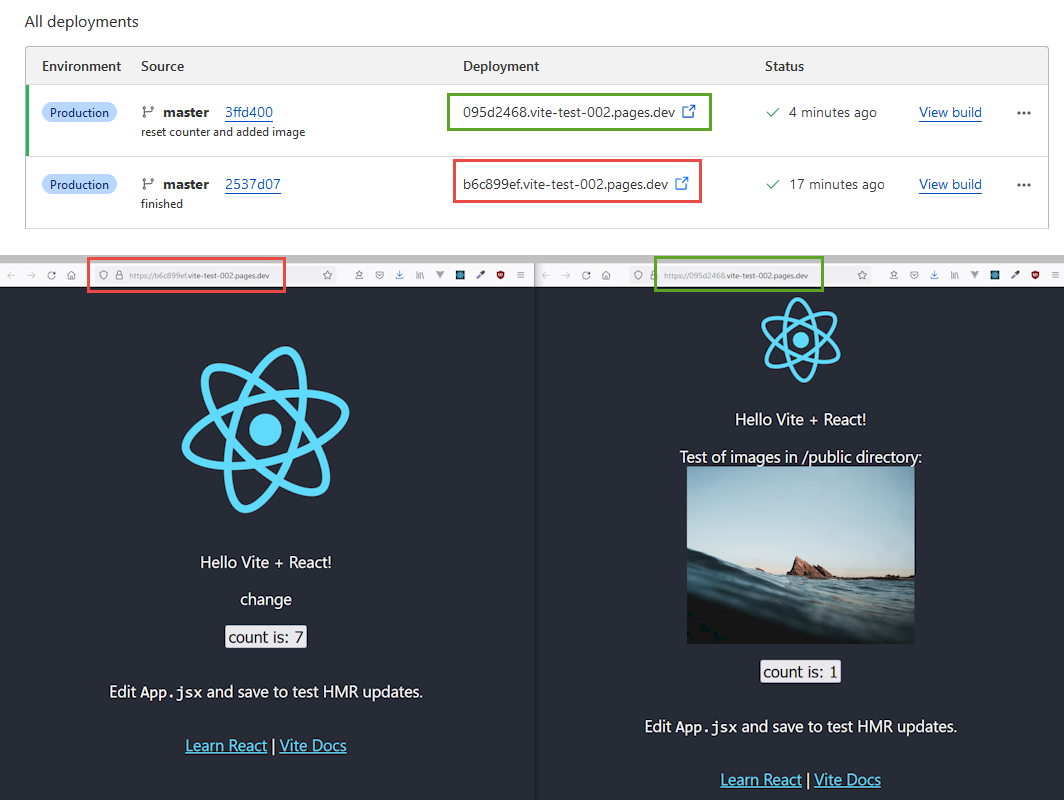 All deployments
Environment Source Deployment Status
Production master 3ffd400 095d2468.vite-test-002.pages.dev 4 minutes ago View build
reset counter and added image
Production master 2537d07 b6c899ef.vite-test-002.pages.dev 17 minutes ago View build
finished
https://b6c899ef.vite-test-002.pages.dev
Hello Vite + React!
change
count is: 7
Edit App.jsx and save to test HMR updates.
Learn React | Vite Docs
https://095d2468.vite-test-002.pages.dev
Hello Vite + React!
Test of images in /public directory:
count is: 1
Edit App.jsx and save to test HMR updates.
Learn React | Vite Docs